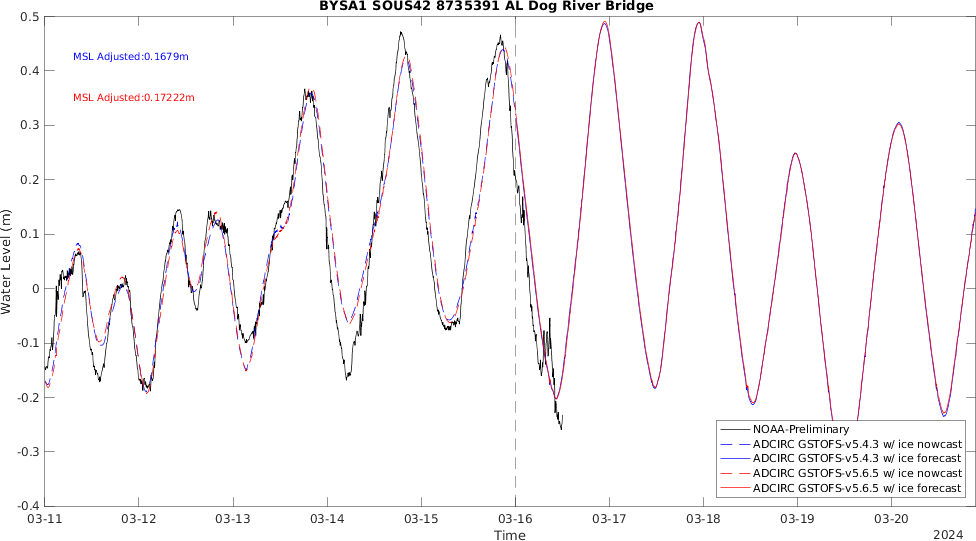 BYSA1 SOUS42 8735391 AL Dog River Bridge
0.5
0.4
0.3
0.2
0.1
0
-0.1
-0.2
-0.3
-0.4
Water Level (m)
MSL Adjusted:0.1679m
MSL Adjusted:0.17222m
NOAA-Preliminary
ADCIRC GSTOFS-v5.4.3 w/ ice nowcast
ADCIRC GSTOFS-v5.4.3 w/ ice forecast
ADCIRC GSTOFS-v5.6.5 w/ ice nowcast
ADCIRC GSTOFS-v5.6.5 w/ ice forecast
03-11 03-12 03-13 03-14 03-15 03-16 03-17 03-18 03-19 03-20
Time
2024